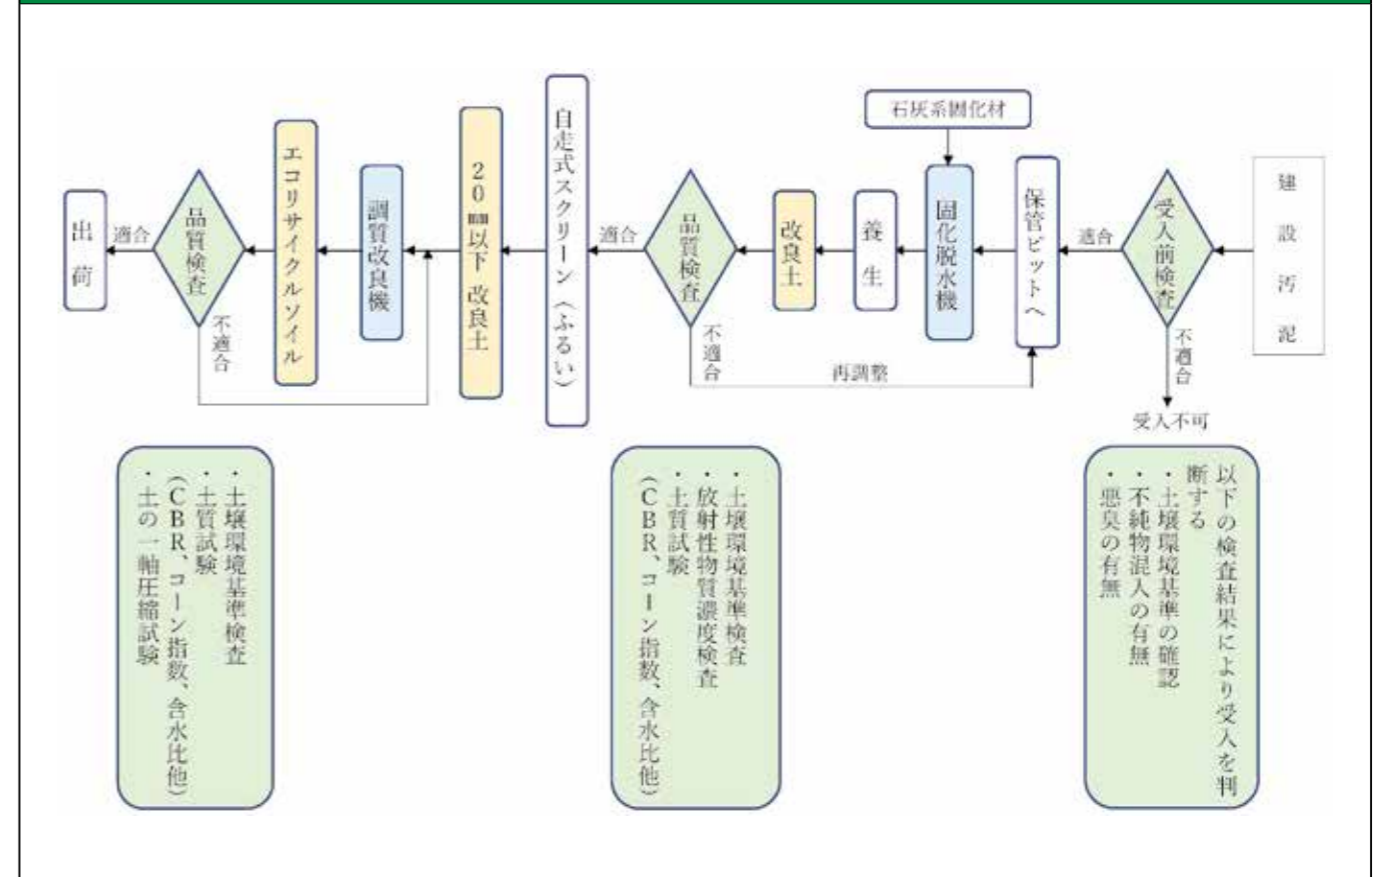 建設汚泥
受入前検査
適合
不適合
受入不可
保管ピットへ
石灰系固化材
固化脱水機
養生
改良土
品質検査
適合
不適合
再調整
自走式スクリーン（ふるい）
20㎜以下 改良土
調質改良機
エコリサイクルソイル
品質検査
適合
不適合
出荷
以下の検査結果により受入を判
断する
・土壌環境基準の確認
・不純物混入の有無
・悪臭の有無
・土壌環境基準検査
・放射性物質濃度検査
・土質試験
（CBR、コーン指数、含水比他）
・土壌環境基準検査
・土質試験
（CBR、コーン指数、含水比他）
・土の一軸圧縮試験